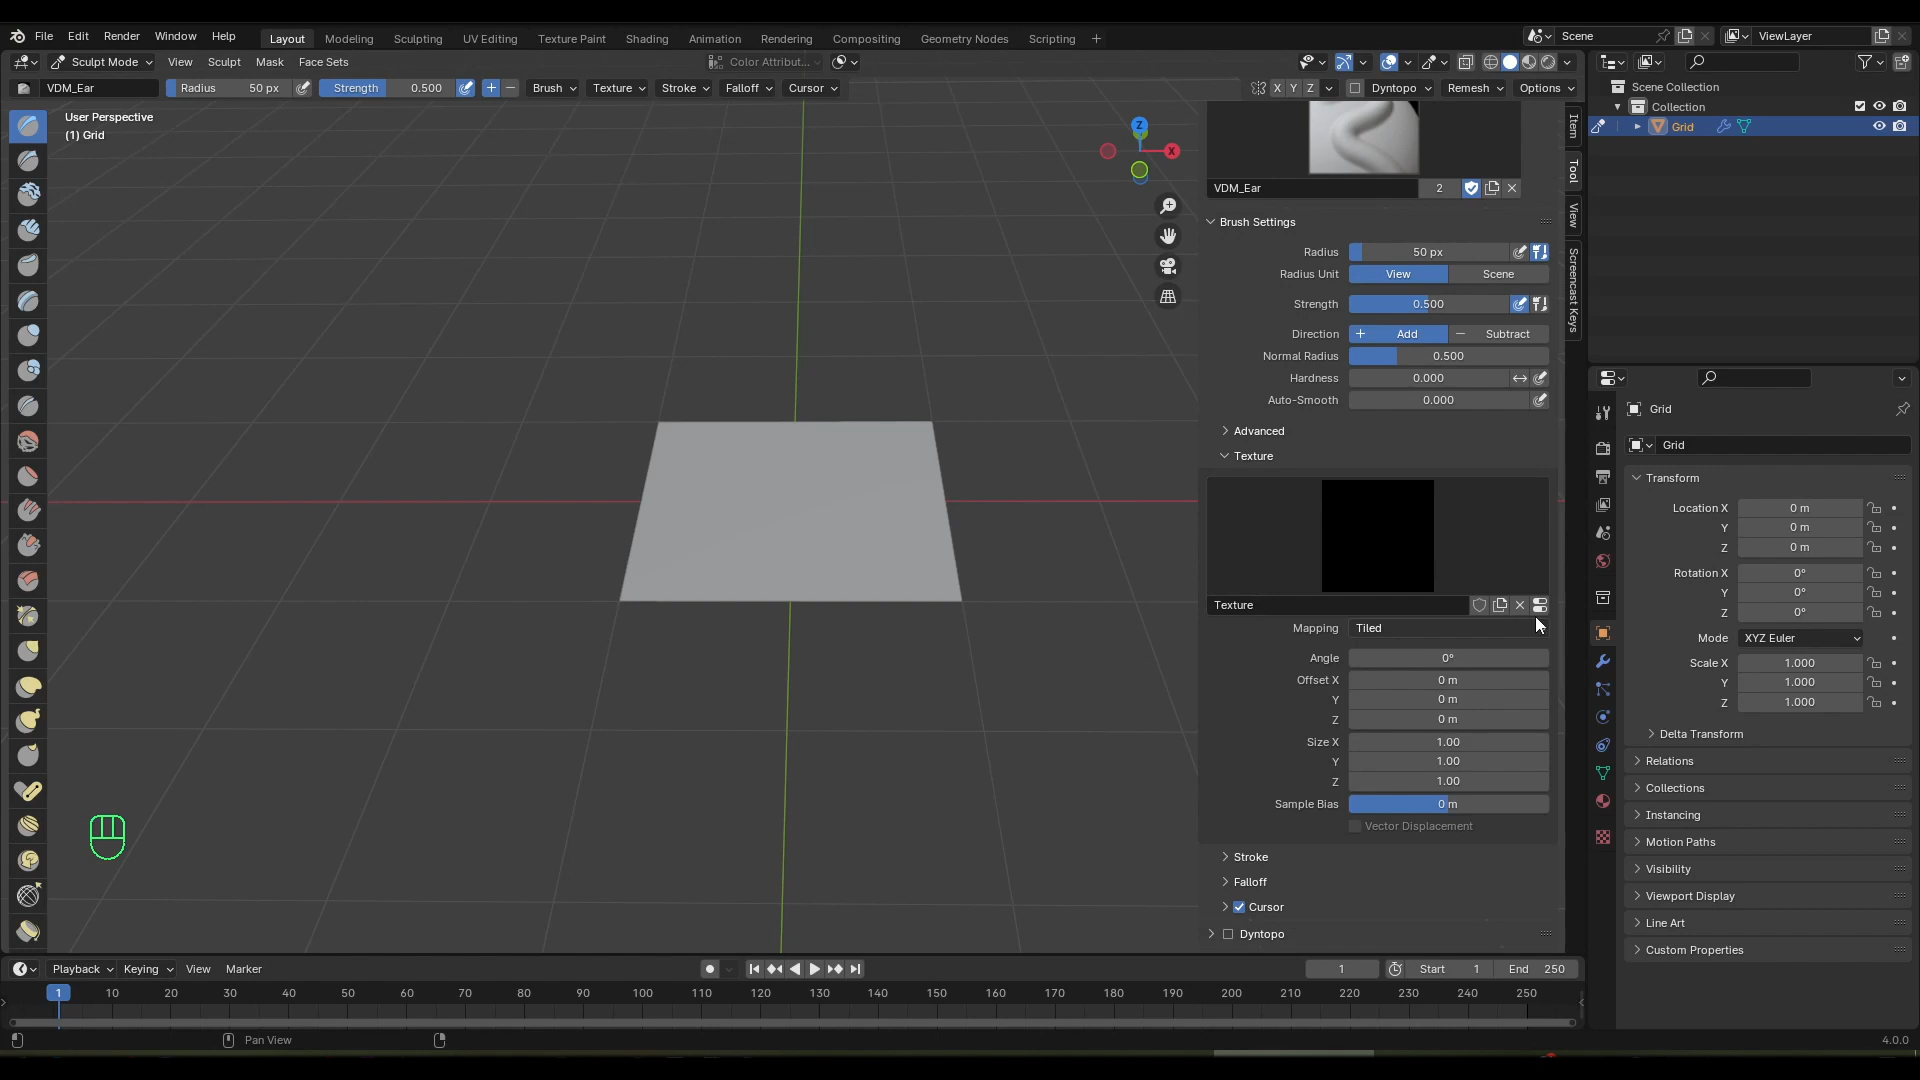 File Edit Render Window Help Layout Modeling Sculpting UV Editing Texture Paint Shading Animation Rendering Compositing Geometry Nodes Scripting + Scene ViewLayer
Sculpt Mode View Sculpt Mask Face Sets Color Attribut...
VDM_Ear Radius 50 px Strength 0.500 Brush Texture Stroke Falloff Cursor X Y Z Dyntopo Remesh Options
User Perspective
(1) Grid
Z
X
Item
Tool
View
Screencast Keys
VDM_Ear 2
Brush Settings
Radius 50 px
Radius Unit View Scene
Strength 0.500
Direction + Add − Subtract
Normal Radius 0.500
Hardness 0.000
Auto-Smooth 0.000
Advanced
Texture
Texture
Mapping Tiled
Angle 0°
Offset X 0 m
Y 0 m
Z 0 m
Size X 1.00
Y 1.00
Z 1.00
Sample Bias 0 m
Vector Displacement
Stroke
Falloff
Cursor
Dyntopo
Scene Collection
Collection
Grid
Grid
Grid
Transform
Location X 0 m
Y 0 m
Z 0 m
Rotation X 0°
Y 0°
Z 0°
Mode XYZ Euler
Scale X 1.000
Y 1.000
Z 1.000
Delta Transform
Relations
Collections
Instancing
Motion Paths
Visibility
Viewport Display
Line Art
Custom Properties
Playback Keying View Marker 1 Start 1 End 250
1 10 20 30 40 50 60 70 80 90 100 110 120 130 140 150 160 170 180 190 200 210 220 230 240 250
Pan View 4.0.0